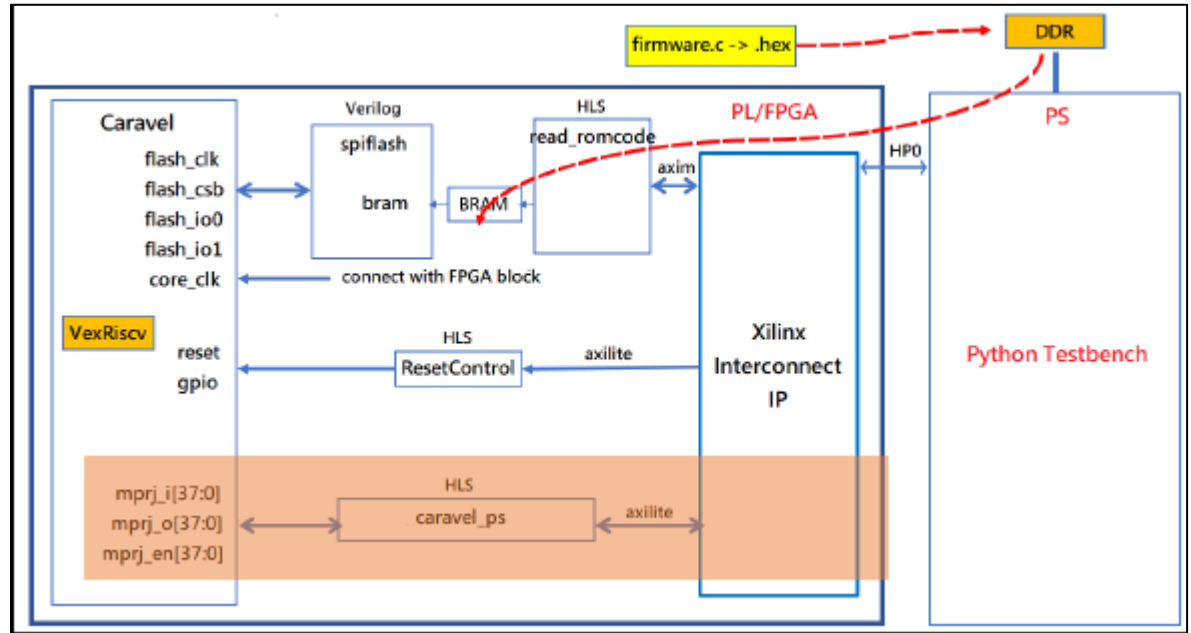 firmware.c -> .hex
DDR
Caravel
flash_clk
flash_csb
flash_io0
flash_io1
core_clk
Verilog
spiflash
bram
BRAM
HLS
read_romcode
axim
PL/FPGA
HP0
PS
connect with FPGA block
VexRiscv
reset
gpio
HLS
ResetControl
axilite
Xilinx
Interconnect
IP
Python Testbench
mprj_i[37:0]
mprj_o[37:0]
mprj_en[37:0]
HLS
caravel_ps
axilite